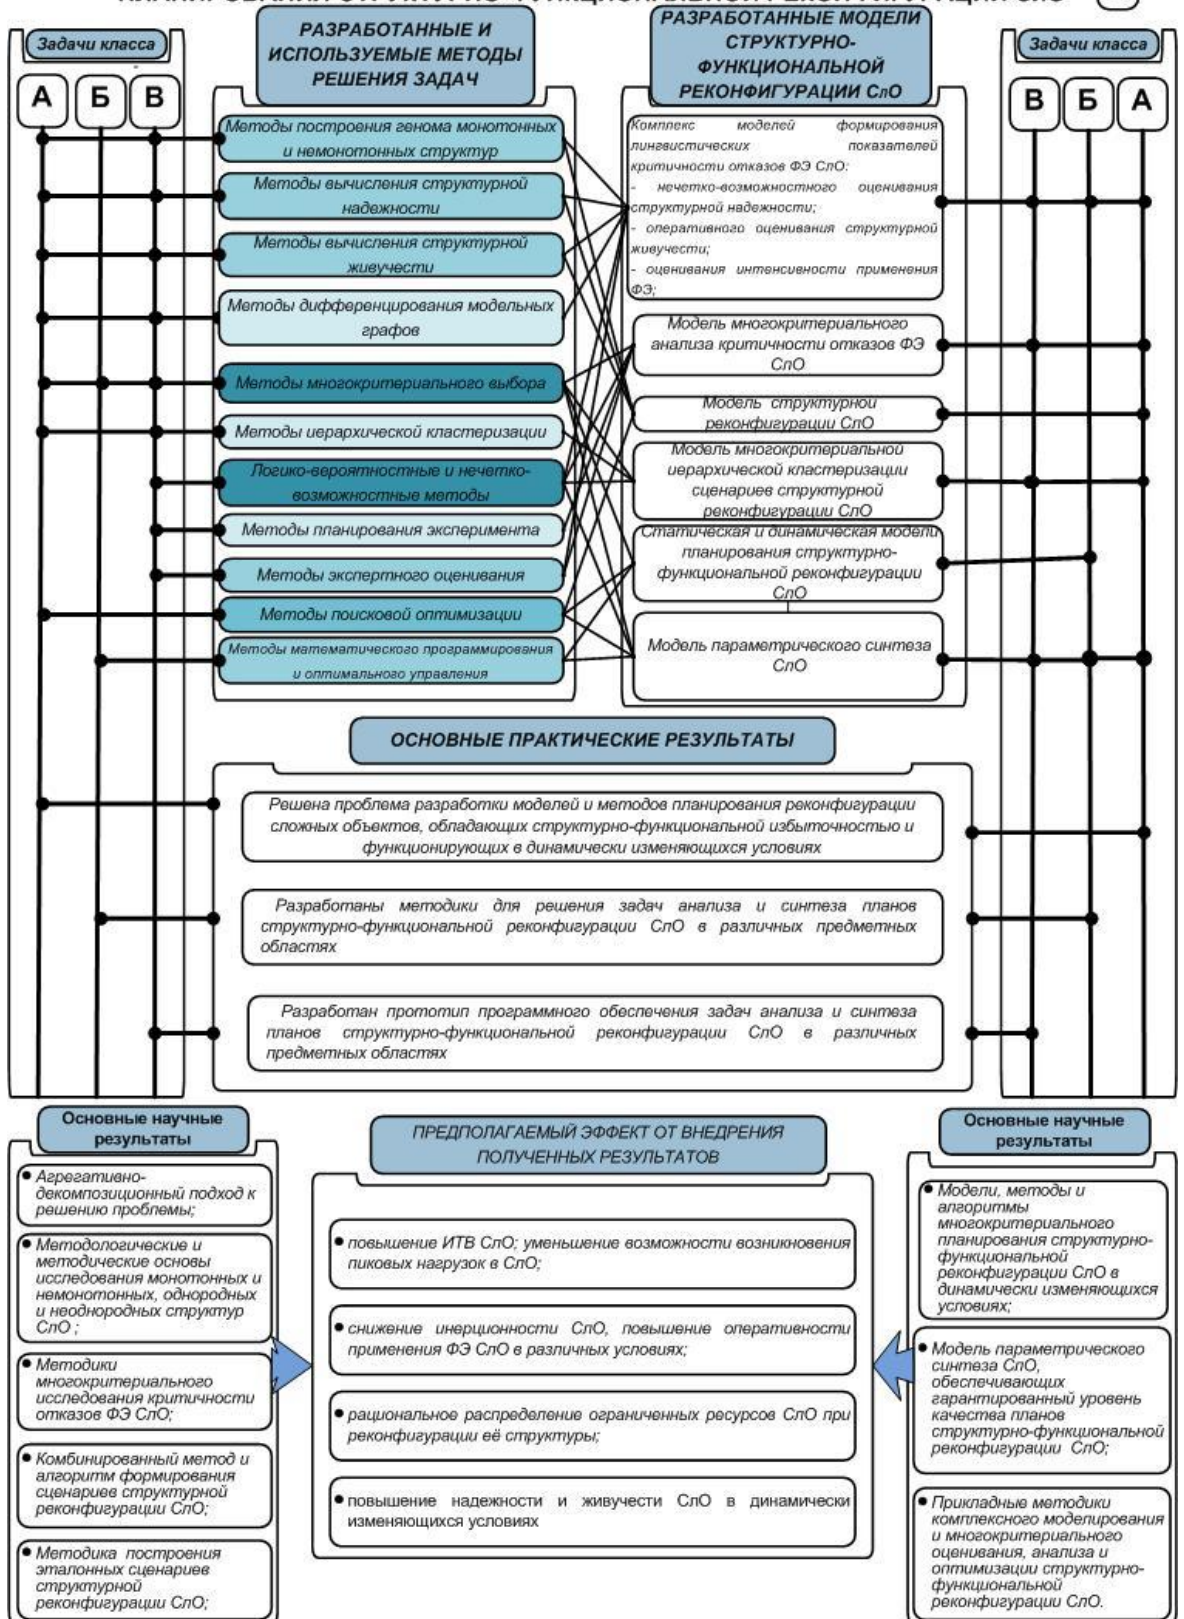 ПЛАНИРОВАНИЯ СТРУКТУРНО-ФУНКЦИОНАЛЬНОЙ РЕКОНФИГУРАЦИИ СлО
Задачи класса
А Б В
РАЗРАБОТАННЫЕ И
ИСПОЛЬЗУЕМЫЕ МЕТОДЫ
РЕШЕНИЯ ЗАДАЧ
РАЗРАБОТАННЫЕ МОДЕЛИ
СТРУКТУРНО-
ФУНКЦИОНАЛЬНОЙ
РЕКОНФИГУРАЦИИ СлО
Задачи класса
В Б А
Методы построения генома монотонных
и немонотонных структур
Методы вычисления структурной
надежности
Методы вычисления структурной
живучести
Методы дифференцирования модельных
графов
Методы многокритериального выбора
Методы иерархической кластеризации
Логико-вероятностные и нечетко-
возможностные методы
Методы планирования эксперимента
Методы экспертного оценивания
Методы поисковой оптимизации
Методы математического программирования
и оптимального управления
Комплекс моделей формирования
лингвистических показателей
критичности отказов ФЭ СлО:
- нечетко-возможностного оценивания
структурной надежности;
- оперативного оценивания структурной
живучести;
- оценивания интенсивности применения
ФЭ;
Модель многокритериального
анализа критичности отказов ФЭ
СлО
Модель структурной
реконфигурации СлО
Модель многокритериальной
иерархической кластеризации
сценариев структурной
реконфигурации СлО
Статическая и динамическая модели
планирования структурно-
функциональной реконфигурации
СлО
Модель параметрического синтеза
СлО
ОСНОВНЫЕ ПРАКТИЧЕСКИЕ РЕЗУЛЬТАТЫ
Решена проблема разработки моделей и методов планирования реконфигурации
сложных объектов, обладающих структурно-функциональной избыточностью и
функционирующих в динамически изменяющихся условиях
Разработаны методики для решения задач анализа и синтеза планов
структурно-функциональной реконфигурации СлО в различных предметных
областях
Разработан прототип программного обеспечения задач анализа и синтеза
планов структурно-функциональной реконфигурации СлО в различных
предметных областях
Основные научные
результаты
• Агрегативно-
декомпозиционный подход к
решению проблемы;
• Методологические и
методические основы
исследования монотонных и
немонотонных, однородных
и неоднородных структур
СлО ;
• Методики
многокритериального
исследования критичности
отказов ФЭ СлО;
• Комбинированный метод и
алгоритм формирования
сценариев структурной
реконфигурации СлО;
• Методика построения
эталонных сценариев
структурной
реконфигурации СлО;
ПРЕДПОЛАГАЕМЫЙ ЭФФЕКТ ОТ ВНЕДРЕНИЯ
ПОЛУЧЕННЫХ РЕЗУЛЬТАТОВ
• повышение ИТВ СлО; уменьшение возможности возникновения
пиковых нагрузок в СлО;
• снижение инерционности СлО, повышение оперативности
применения ФЭ СлО в различных условиях;
• рациональное распределение ограниченных ресурсов СлО при
реконфигурации её структуры;
• повышение надежности и живучести СлО в динамически
изменяющихся условиях
Основные научные
результаты
• Модели, методы и
алгоритмы
многокритериального
планирования структурно-
функциональной
реконфигурации СлО в
динамически изменяющихся
условиях;
• Модель параметрического
синтеза СлО,
обеспечивающих
гарантированный уровень
качества планов
структурно-функциональной
реконфигурации СлО;
• Прикладные методики
комплексного моделирования
и многокритериального
оценивания, анализа и
оптимизации структурно-
функциональной
реконфигурации СлО.